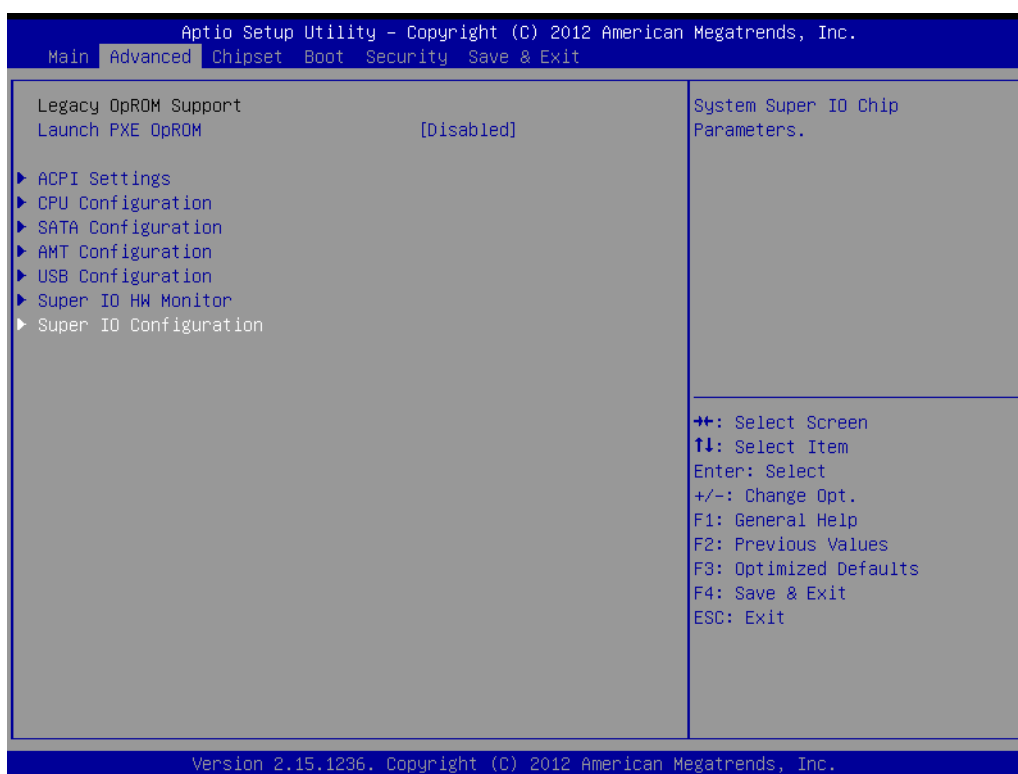 Aptio Setup Utility – Copyright (C) 2012 American Megatrends, Inc.
Main Advanced Chipset Boot Security Save & Exit
Legacy OpROM Support
Launch PXE OpROM [Disabled]
ACPI Settings
CPU Configuration
SATA Configuration
AMT Configuration
USB Configuration
Super IO HW Monitor
Super IO Configuration
System Super IO Chip
Parameters.
→←: Select Screen
↑↓: Select Item
Enter: Select
+/-: Change Opt.
F1: General Help
F2: Previous Values
F3: Optimized Defaults
F4: Save & Exit
ESC: Exit
Version 2.15.1236. Copyright (C) 2012 American Megatrends, Inc.